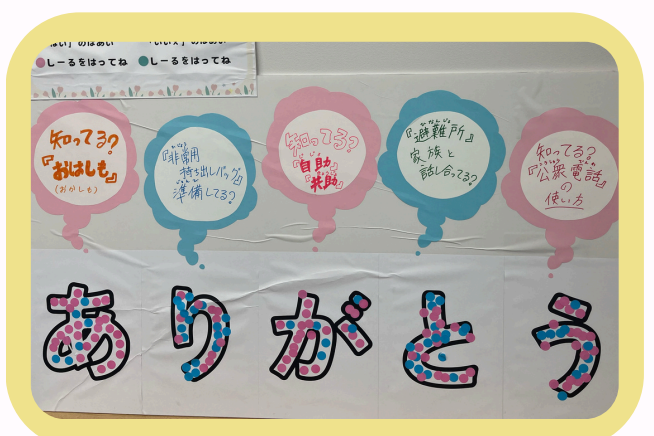 「はい」のばあい
「いいえ」のばあい
しーるをはってね
しーるをはってね
知ってる?
『おはしも』
(おかしも)
『非常用
持ち出しバッグ』
準備してる?
知ってる?
『自助』
『共助』
『避難所』
家族と
話し合ってる?
知ってる?
『公衆電話』
の
使い方
ありがとう